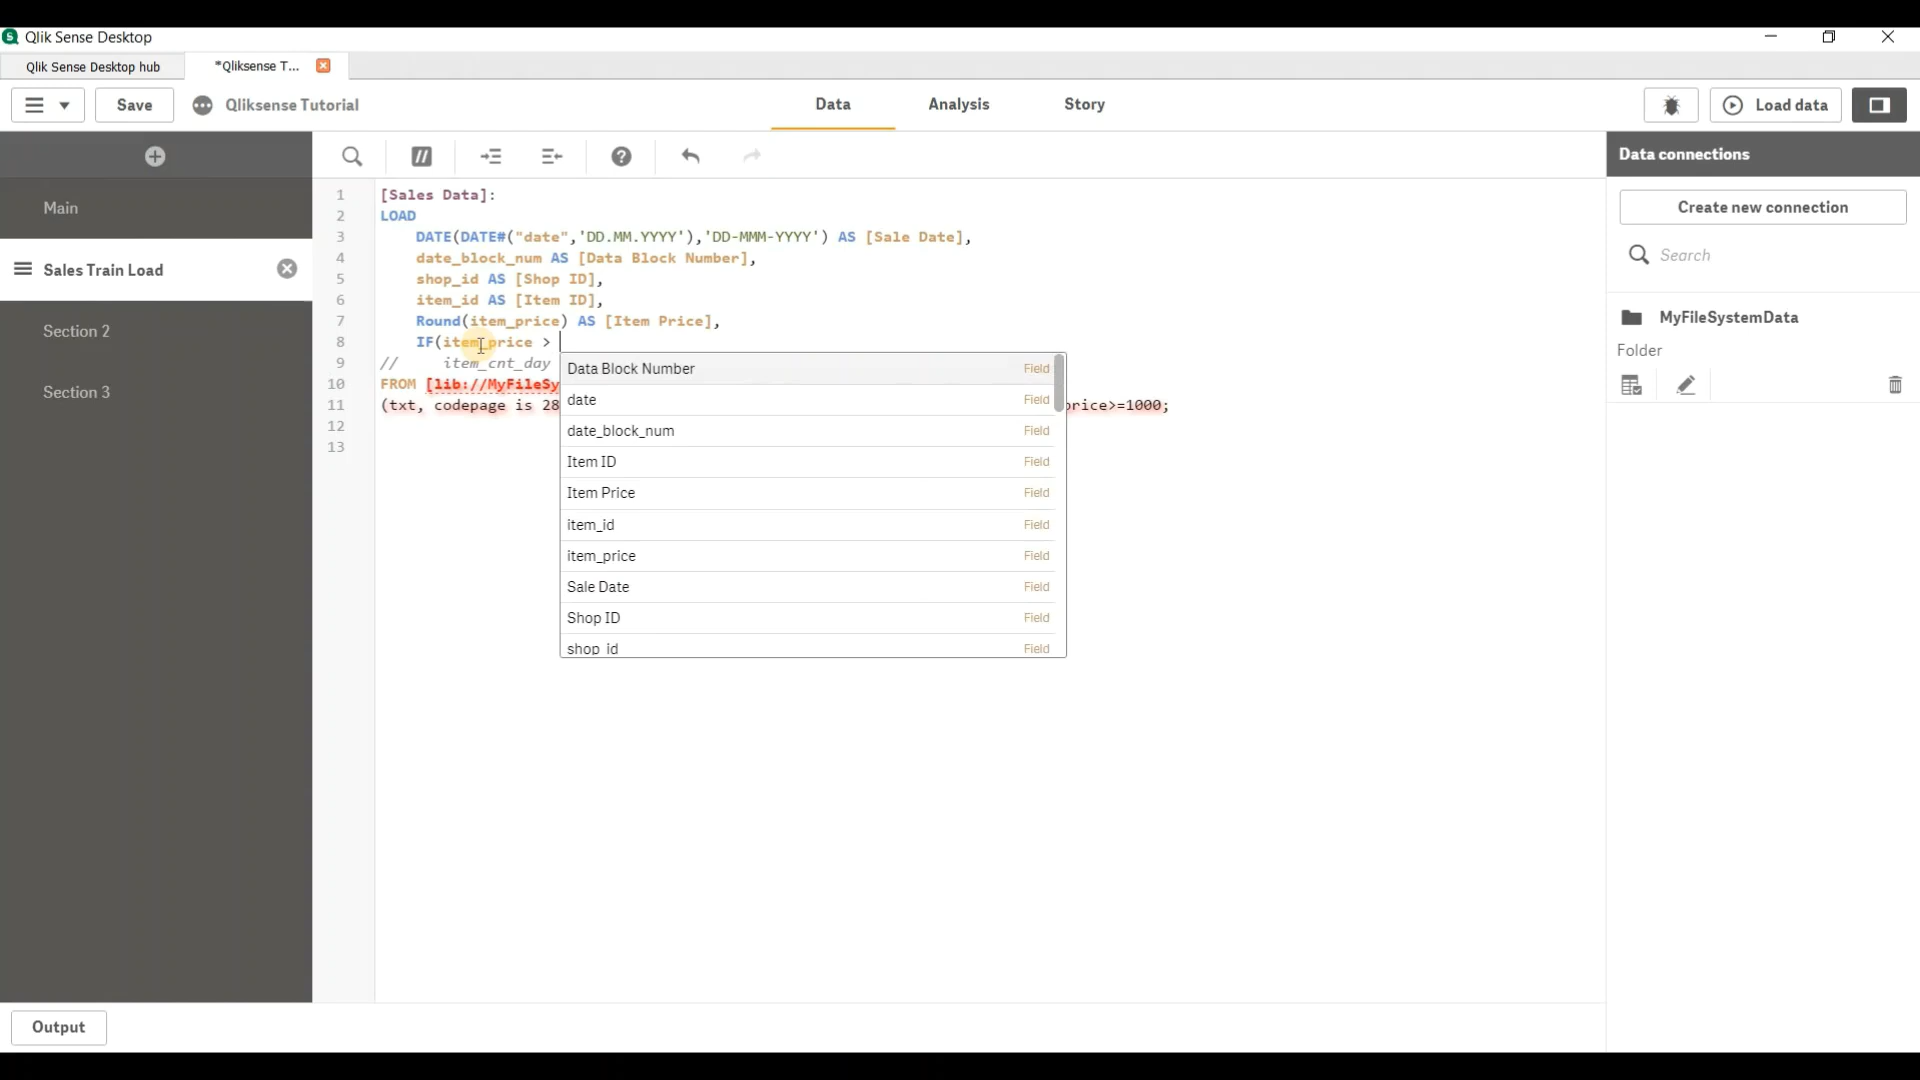 Qlik Sense Desktop
Qlik Sense Desktop hub
*Qliksense T...
Save
Qliksense Tutorial
Data
Analysis
Story
Load data
Main
Sales Train Load
Section 2
Section 3
1 [Sales Data]:
2 LOAD
3 DATE(DATE#("date",'DD.MM.YYYY'),'DD-MMM-YYYY') AS [Sale Date],
4 date_block_num AS [Data Block Number],
5 shop_id AS [Shop ID],
6 item_id AS [Item ID],
7 Round(item_price) AS [Item Price],
8 IF(item_price >
9 // item_cnt_day
10 FROM [lib://MyFileSy
11 (txt, codepage is 28 price>=1000;
12
13
Data Block Number Field
date Field
date_block_num Field
Item ID Field
Item Price Field
item_id Field
item_price Field
Sale Date Field
Shop ID Field
shop_id Field
Data connections
Create new connection
Search
MyFileSystemData
Folder
Output